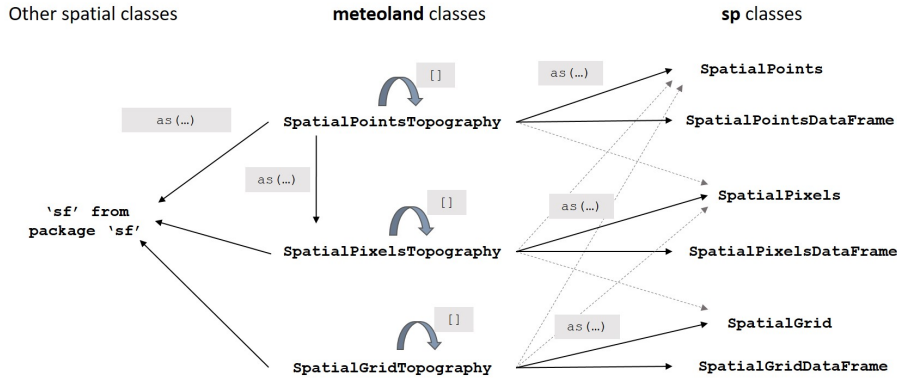 Other spatial classes
meteoland classes
sp classes
[]
as(…)
SpatialPoints
as(…)
SpatialPointsTopography
SpatialPointsDataFrame
as(…)
[]
as(…)
SpatialPixels
‘sf’ from
package ‘sf’
SpatialPixelsTopography
SpatialPixelsDataFrame
[]
as(…)
SpatialGrid
SpatialGridTopography
SpatialGridDataFrame